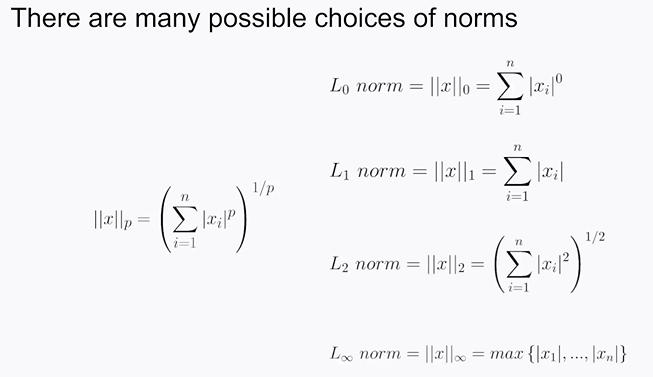 There are many possible choices of norms
L_0 norm = ||x||_0 = \sum_{i=1}^{n} |x_i|^0
L_1 norm = ||x||_1 = \sum_{i=1}^{n} |x_i|
||x||_p = \left( \sum_{i=1}^{n} |x_i|^p \right)^{1/p}
L_2 norm = ||x||_2 = \left( \sum_{i=1}^{n} |x_i|^2 \right)^{1/2}
L_∞ norm = ||x||_∞ = max {|x_1|, ..., |x_n|}